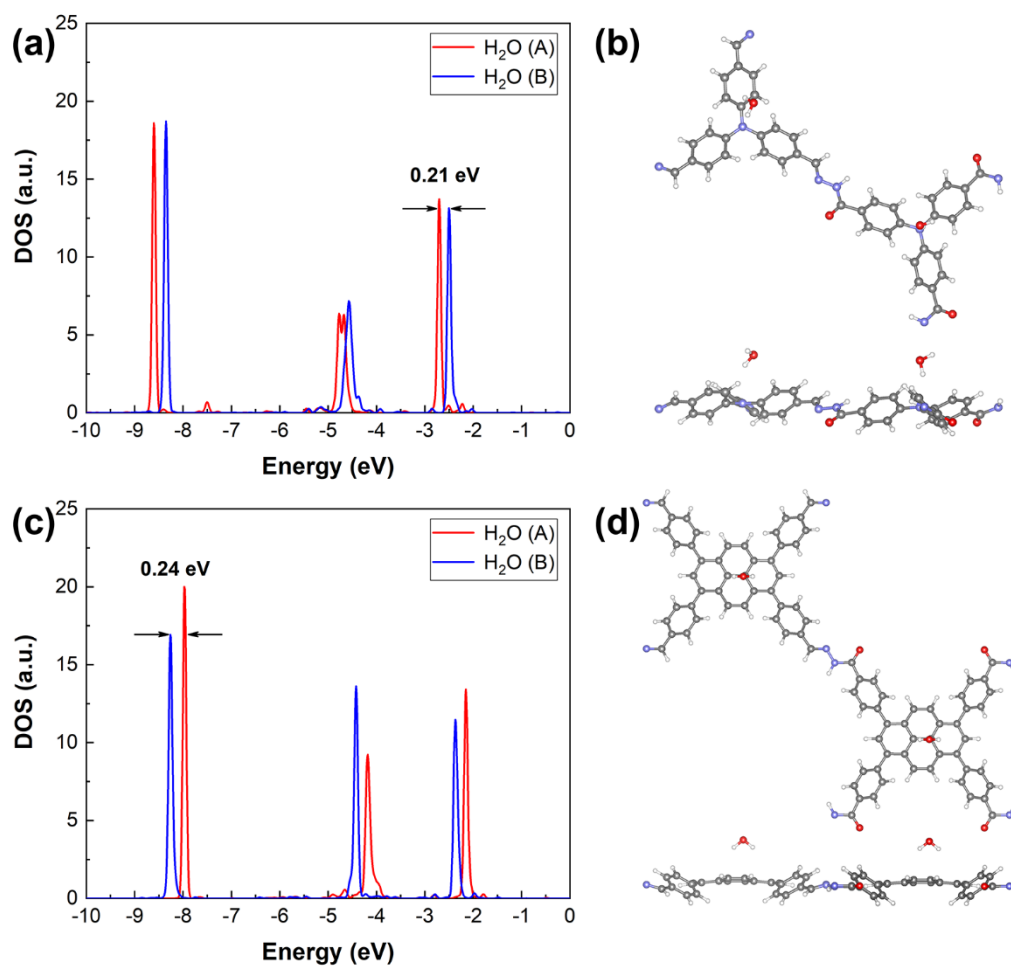 (a)
25
20
15
10
5
0
DOS (a.u.)
H₂O (A)
H₂O (B)
0.21 eV
-10 -9 -8 -7 -6 -5 -4 -3 -2 -1 0
Energy (eV)
(b)
(c)
25
20
15
10
5
0
DOS (a.u.)
H₂O (A)
H₂O (B)
0.24 eV
-10 -9 -8 -7 -6 -5 -4 -3 -2 -1 0
Energy (eV)
(d)